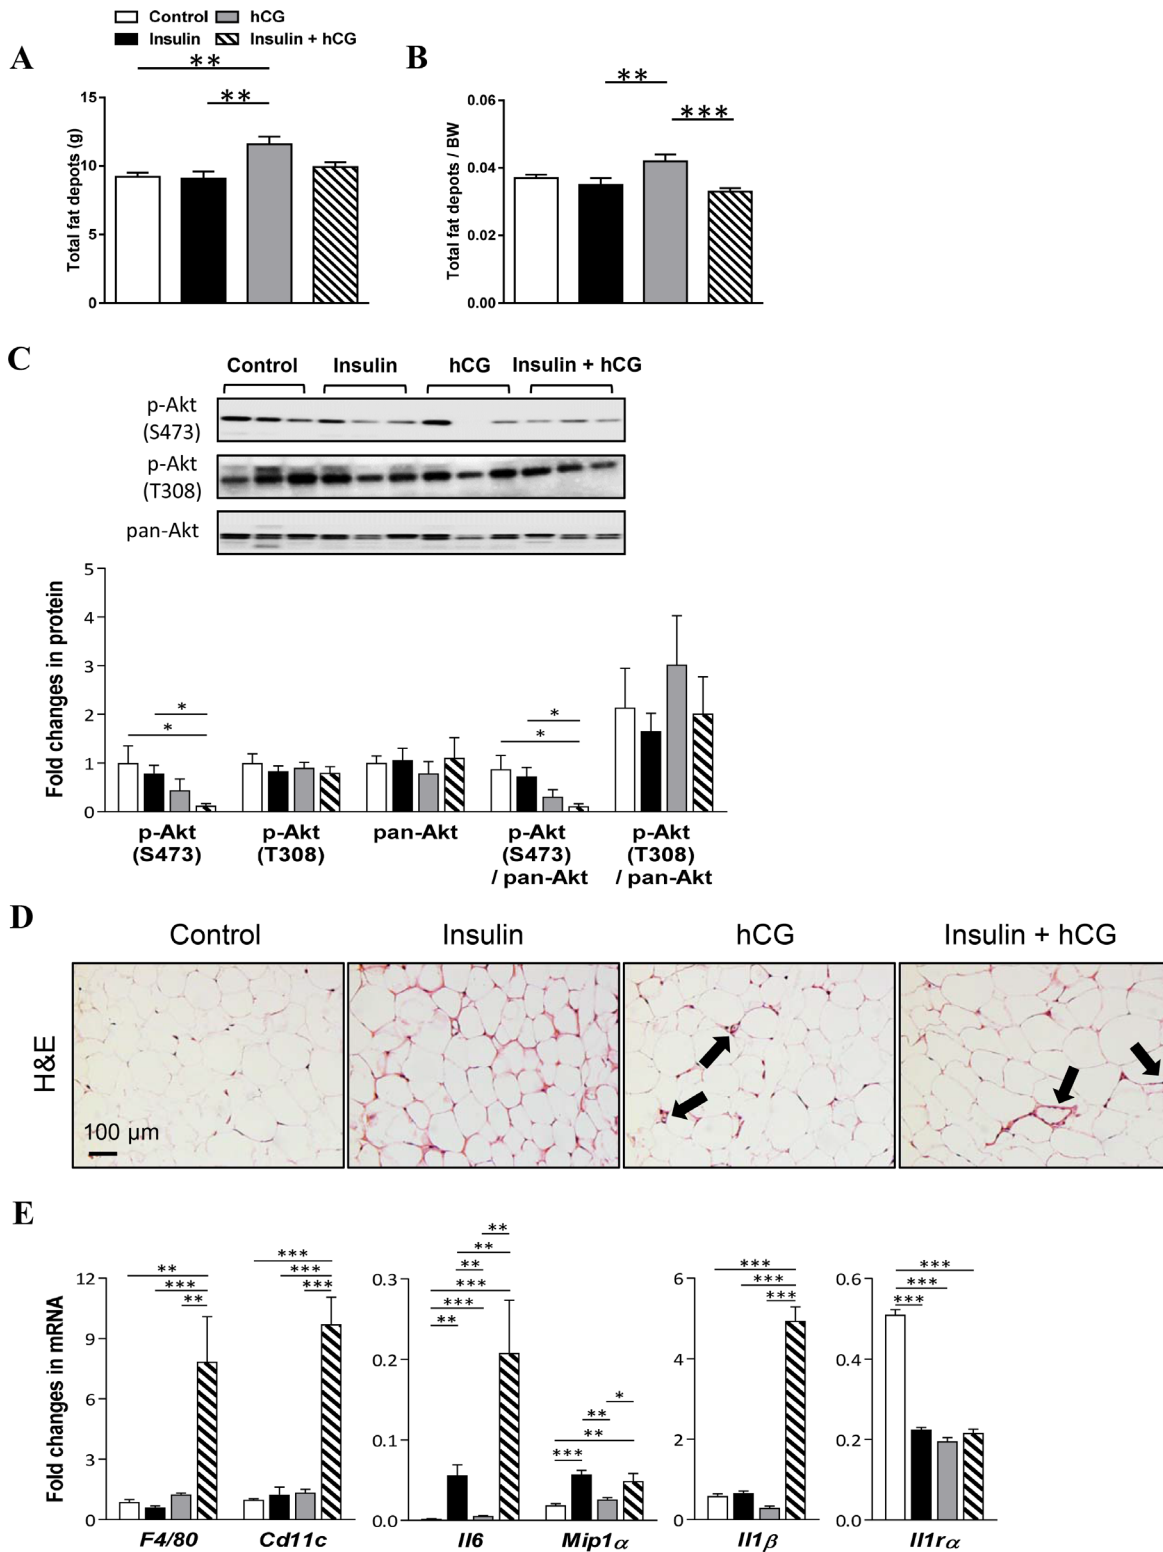 Control hCG
Insulin Insulin + hCG
A
**
**
Total fat depots (g)
15
10
5
0
B
**
***
Total fat depots / BW
0.06
0.04
0.02
0.00
C
Control Insulin hCG Insulin + hCG
p-Akt
(S473)
p-Akt
(T308)
pan-Akt
Fold changes in protein
5
4
3
2
1
0
*
*
*
*
p-Akt
(S473)
p-Akt
(T308)
pan-Akt
p-Akt
(S473)
/ pan-Akt
p-Akt
(T308)
/ pan-Akt
D
Control Insulin hCG Insulin + hCG
H&E
100 µm
E
Fold changes in mRNA
12
9
6
3
0
**
***
**
***
***
***
F4/80 Cd11c
0.3
0.2
0.1
0.0
**
**
**
***
***
**
*
**
**
***
Il6 Mip1α
6
4
2
0
***
***
***
Il1β
0.6
0.4
0.2
0.0
***
***
***
Il1rα